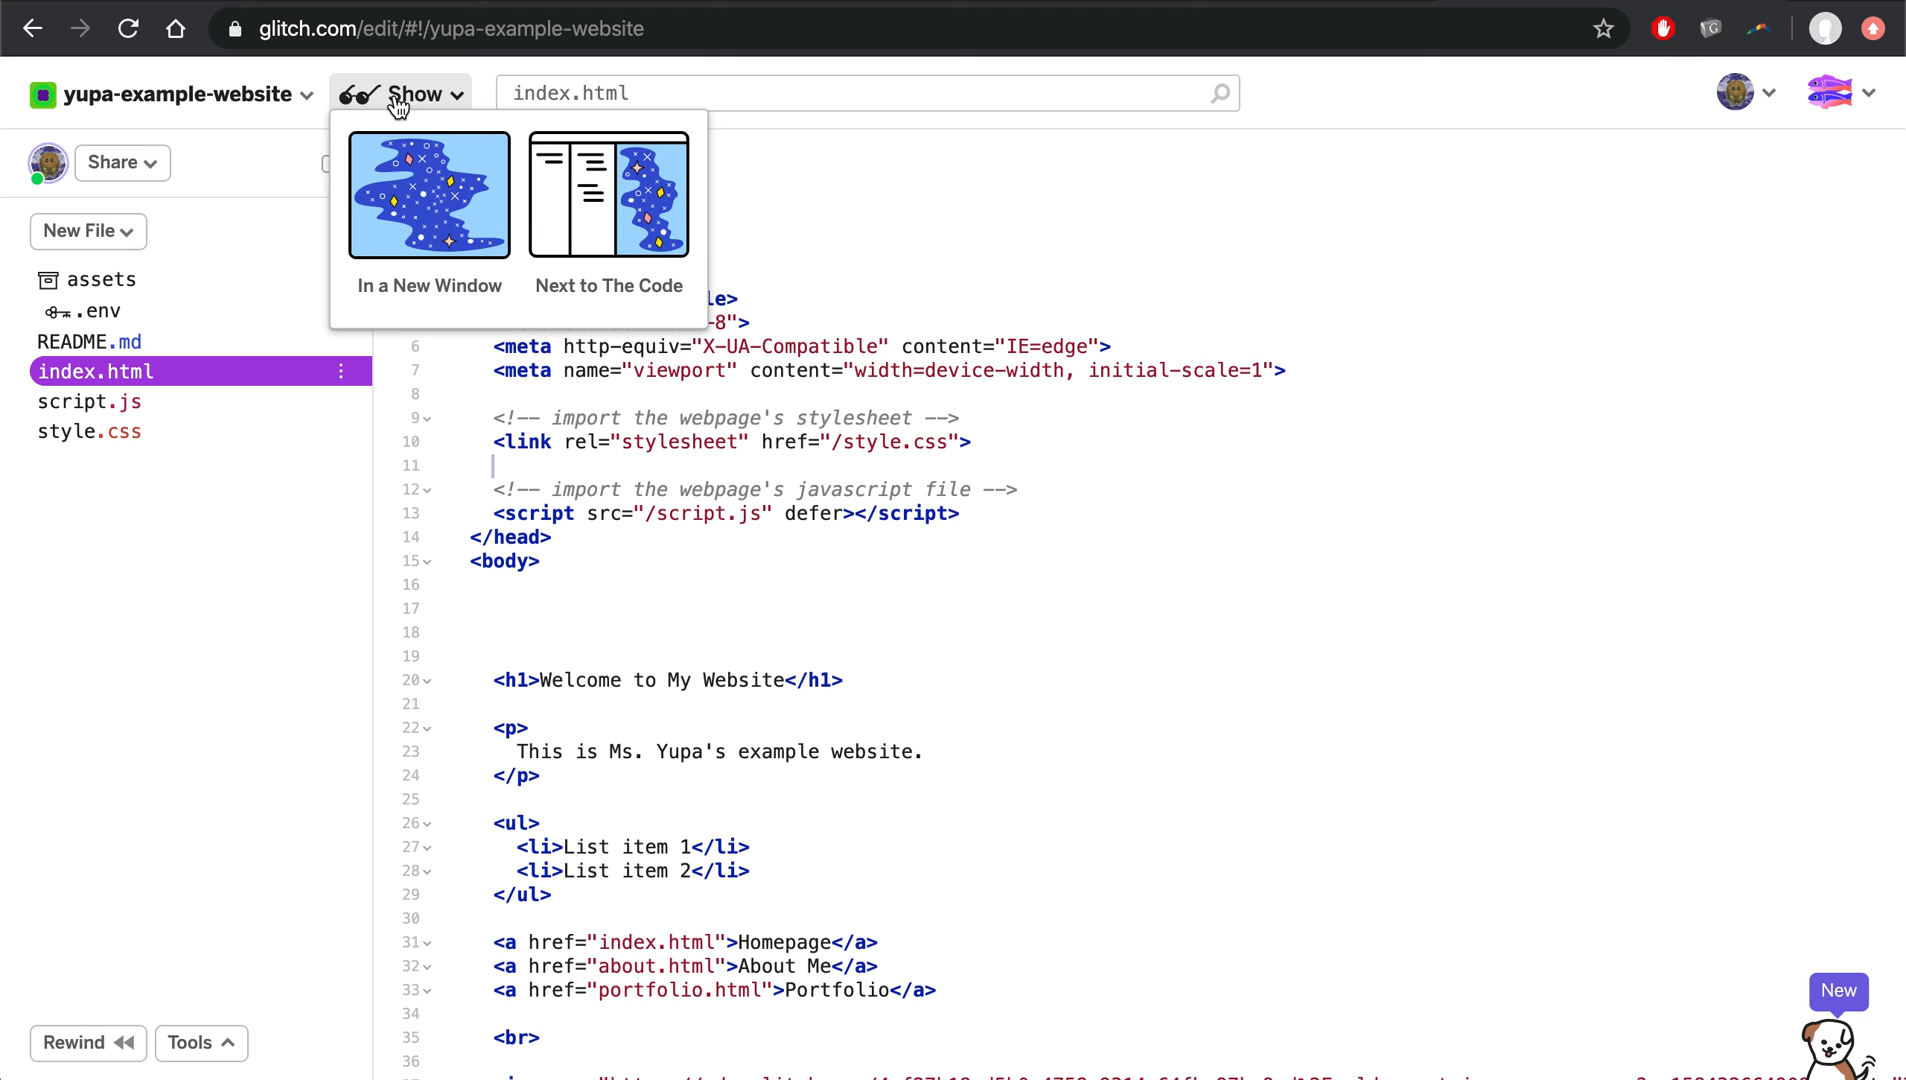 glitch.com/edit/#!/yupa-example-website
yupa-example-website
Show
index.html
Share
New File
In a New Window
Next to The Code
assets
.env
README.md
index.html
script.js
style.css
le>
-8">
6 <meta http-equiv="X-UA-Compatible" content="IE=edge">
7 <meta name="viewport" content="width=device-width, initial-scale=1">
8
9 <!-- import the webpage's stylesheet -->
10 <link rel="stylesheet" href="/style.css">
11
12 <!-- import the webpage's javascript file -->
13 <script src="/script.js" defer></script>
14 </head>
15 <body>
16
17
18
19
20 <h1>Welcome to My Website</h1>
21
22 <p>
23 This is Ms. Yupa's example website.
24 </p>
25
26 <ul>
27 <li>List item 1</li>
28 <li>List item 2</li>
29 </ul>
30
31 <a href="index.html">Homepage</a>
32 <a href="about.html">About Me</a>
33 <a href="portfolio.html">Portfolio</a>
34
35 <br>
36
New
Rewind
Tools